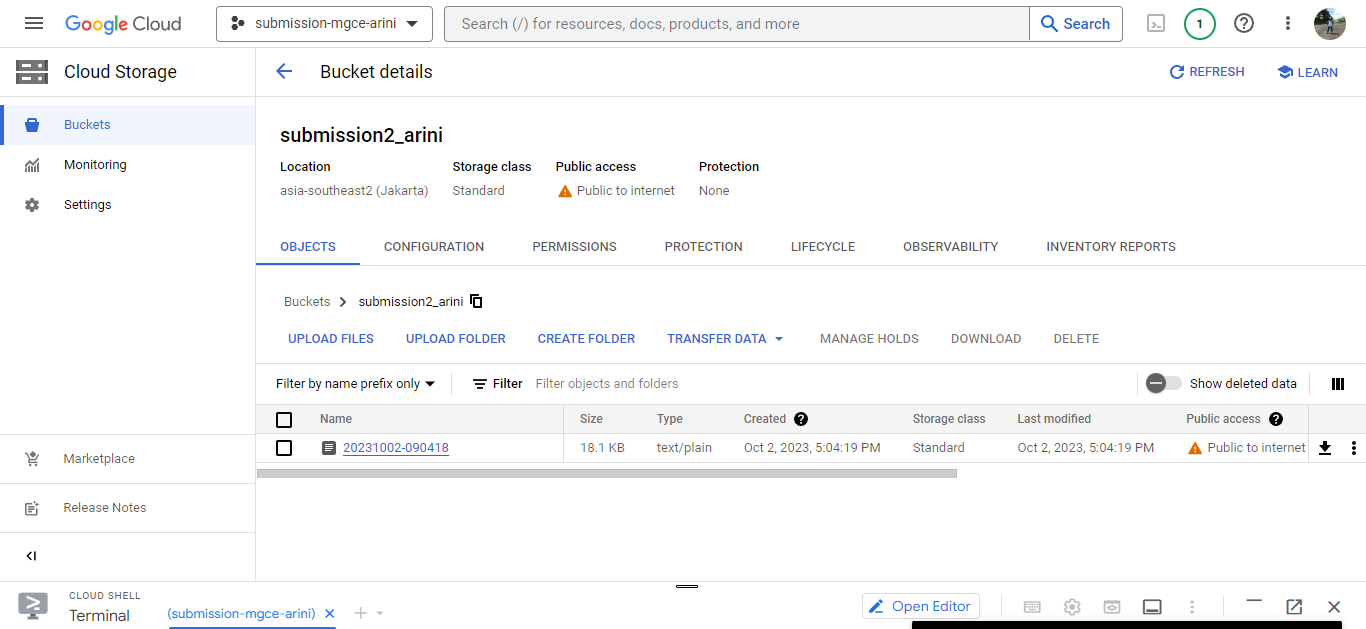 Google Cloud
submission-mgce-arini
Search (/) for resources, docs, products, and more
Search
1
Cloud Storage
Bucket details
REFRESH
LEARN
Buckets
Monitoring
Settings
Marketplace
Release Notes
submission2_arini
Location Storage class Public access Protection
asia-southeast2 (Jakarta) Standard Public to internet None
OBJECTS CONFIGURATION PERMISSIONS PROTECTION LIFECYCLE OBSERVABILITY INVENTORY REPORTS
Buckets submission2_arini
UPLOAD FILES UPLOAD FOLDER CREATE FOLDER TRANSFER DATA MANAGE HOLDS DOWNLOAD DELETE
Filter by name prefix only Filter Filter objects and folders Show deleted data
Name Size Type Created Storage class Last modified Public access
20231002-090418 18.1 KB text/plain Oct 2, 2023, 5:04:19 PM Standard Oct 2, 2023, 5:04:19 PM Public to internet
CLOUD SHELL
Terminal
(submission-mgce-arini)
Open Editor